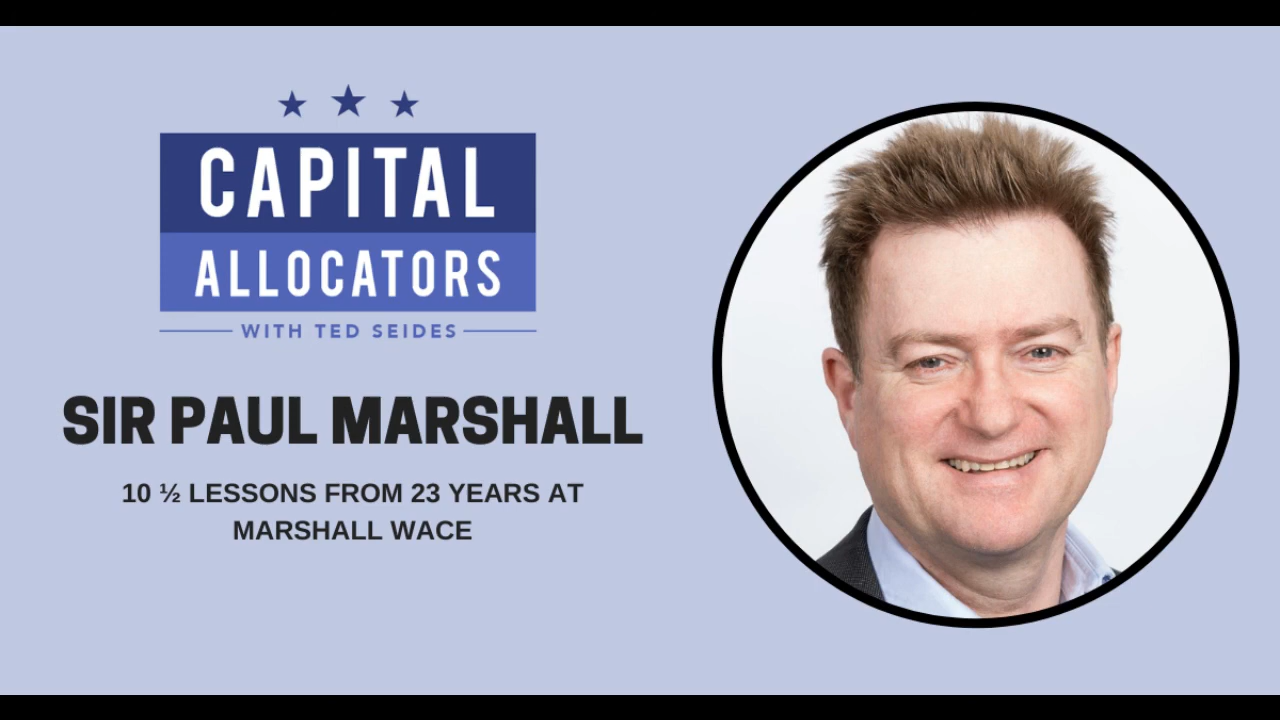 CAPITAL
ALLOCATORS
WITH TED SEIDES
SIR PAUL MARSHALL
10 ½ LESSONS FROM 23 YEARS AT
MARSHALL WACE